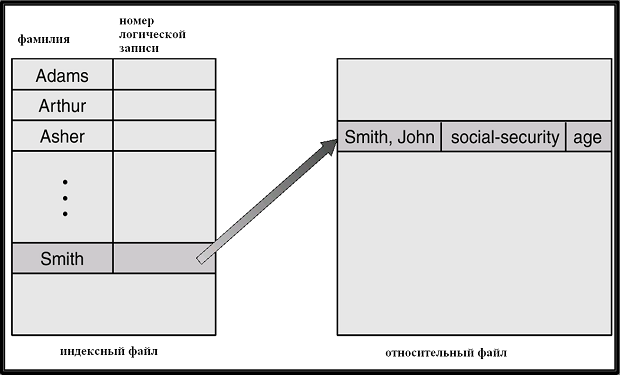 фамилия
номер
логической
записи
Adams
Arthur
Asher
Smith
Smith, John social-security age
индексный файл
относительный файл